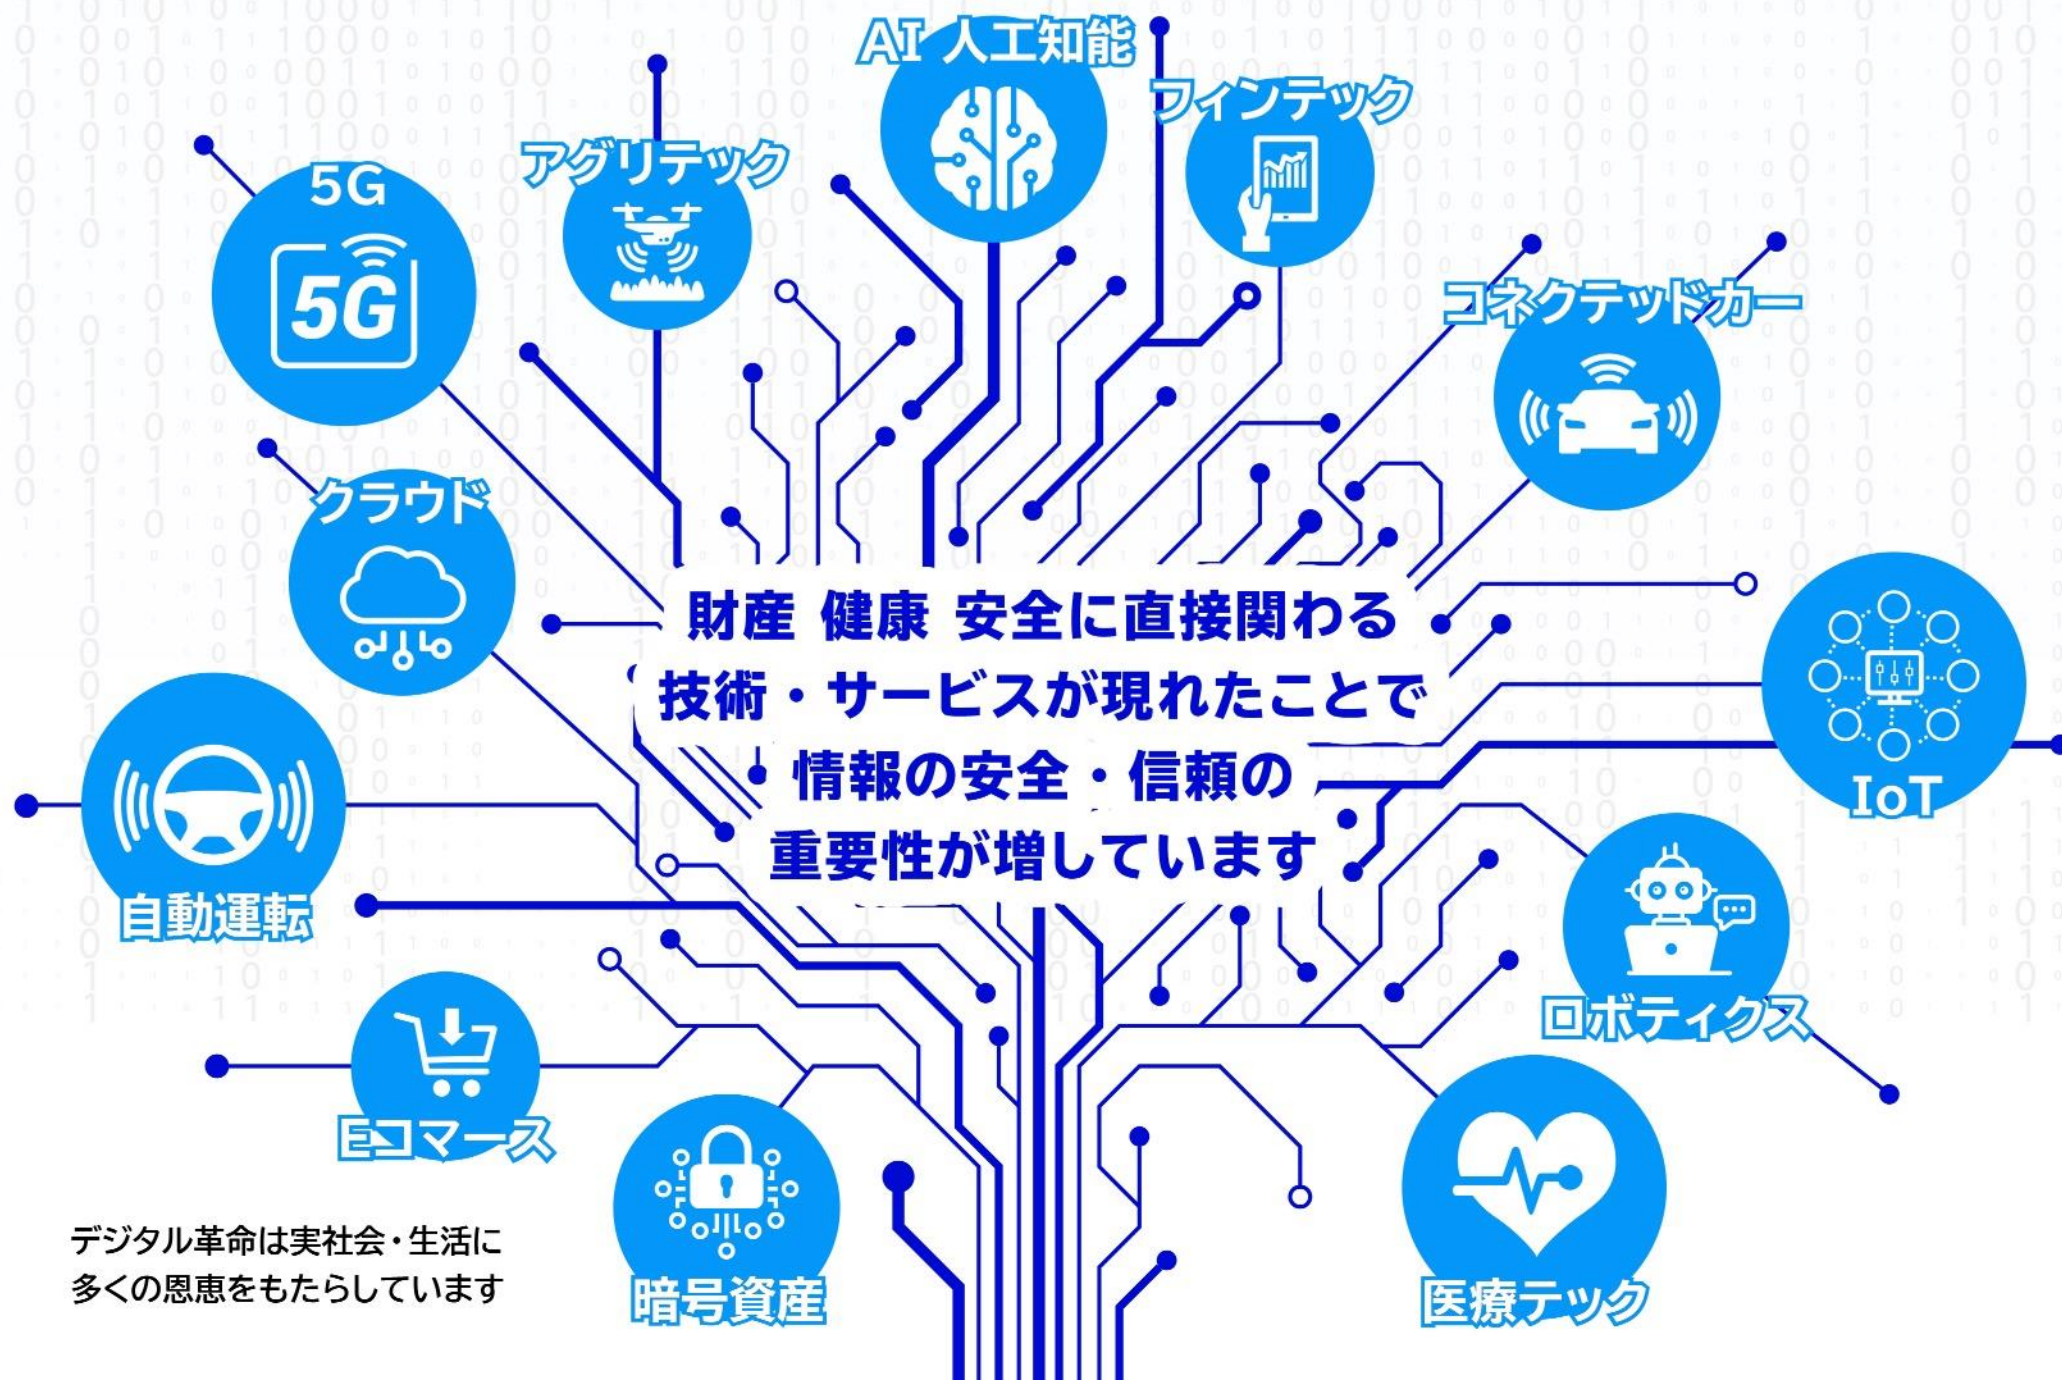 AI 人工知能
フィンテック
アグリテック
5G
5G
コネクテッドカー
クラウド
財産 健康 安全に直接関わる
技術・サービスが現れたことで
情報の安全・信頼の
重要性が増しています
IoT
自動運転
ロボティクス
Eコマース
暗号資産
医療テック
デジタル革命は実社会・生活に
多くの恩恵をもたらしています